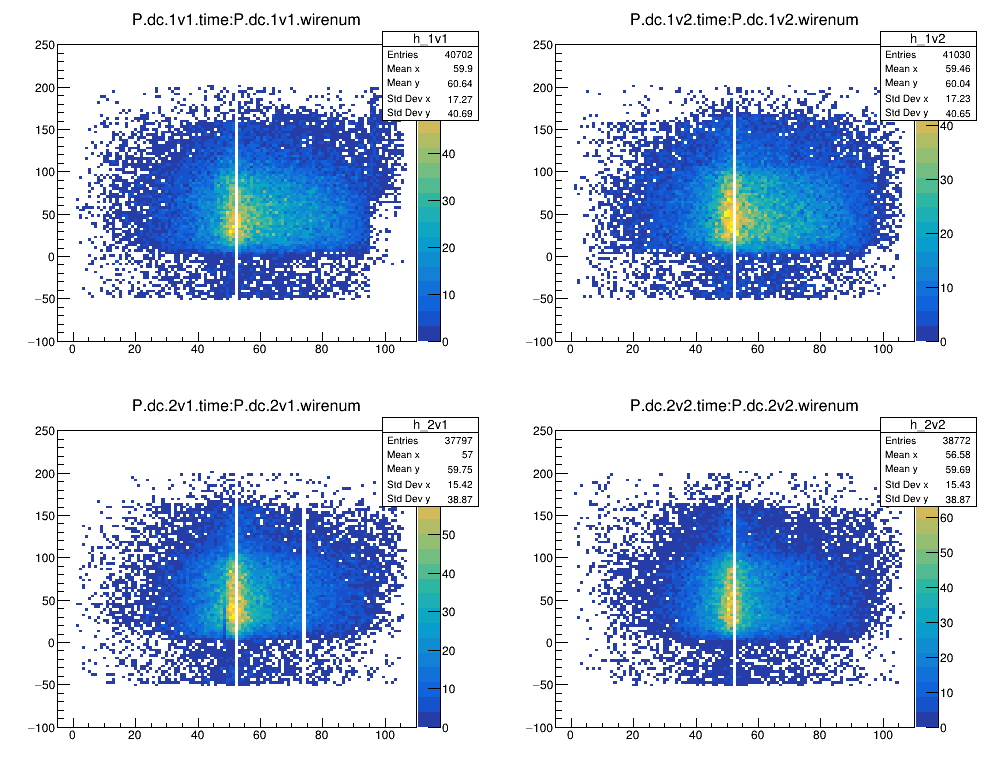 P.dc.1v1.time:P.dc.1v1.wirenum
h_1v1
Entries 40702
Mean x 59.9
Mean y 60.64
Std Dev x 17.27
Std Dev y 40.69
250
200
150
100
50
0
−50
−100
0 20 40 60 80 100
40
30
20
10
0
P.dc.1v2.time:P.dc.1v2.wirenum
h_1v2
Entries 41030
Mean x 59.46
Mean y 60.04
Std Dev x 17.23
Std Dev y 40.65
250
200
150
100
50
0
−50
−100
0 20 40 60 80 100
40
30
20
10
0
P.dc.2v1.time:P.dc.2v1.wirenum
h_2v1
Entries 37797
Mean x 57
Mean y 59.75
Std Dev x 15.42
Std Dev y 38.87
250
200
150
100
50
0
−50
−100
0 20 40 60 80 100
50
40
30
20
10
0
P.dc.2v2.time:P.dc.2v2.wirenum
h_2v2
Entries 38772
Mean x 56.58
Mean y 59.69
Std Dev x 15.43
Std Dev y 38.87
250
200
150
100
50
0
−50
−100
0 20 40 60 80 100
60
50
40
30
20
10
0